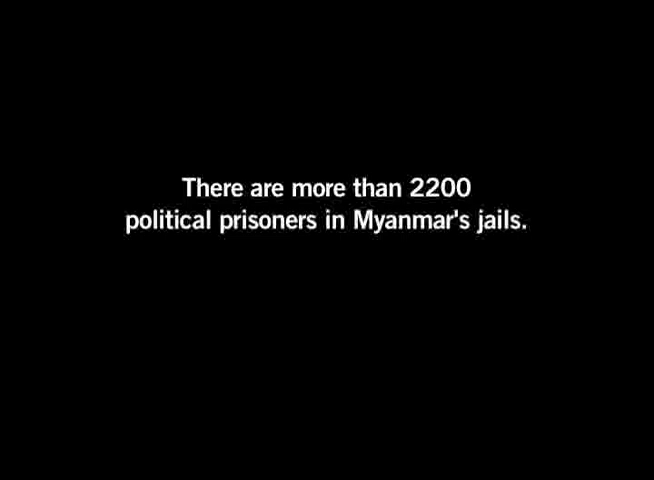 There are more than 2200
political prisoners in Myanmar's jails.